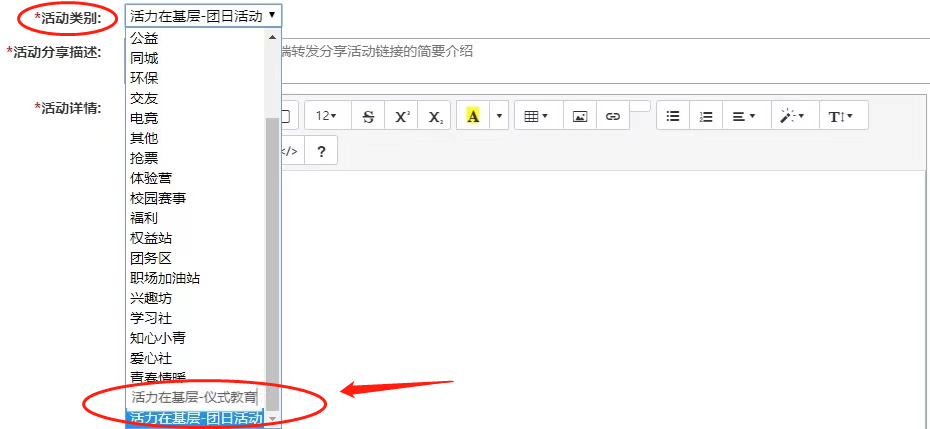 *活动类别:
活力在基层-团日活动
*活动分享描述:
端转发分享活动链接的简要介绍
*活动详情:
12
S X² X₂ A T
</> ?
公益
同城
环保
交友
电竞
其他
抢票
体验营
校园赛事
福利
权益站
团务区
职场加油站
兴趣坊
学习社
知心小青
爱心社
青春情暖
活力在基层-仪式教育
活力在基层-团日活动